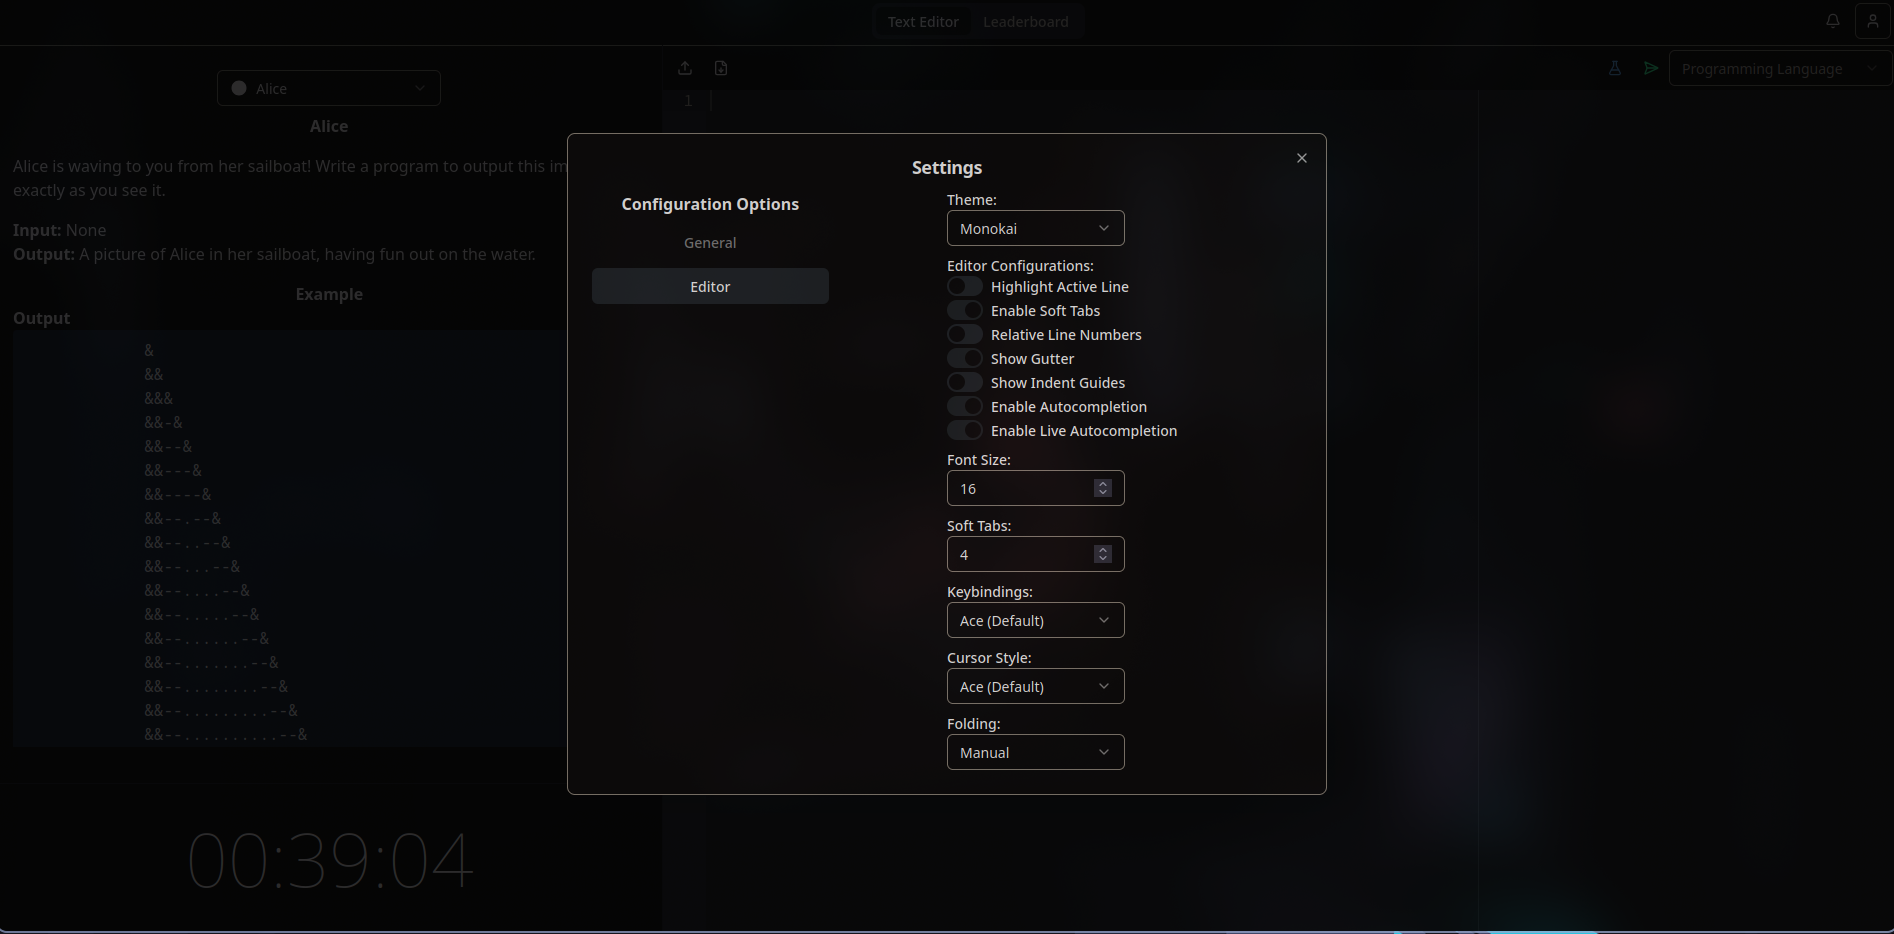 Text Editor
Leaderboard
Alice
Programming Language
Alice
1
Alice is waving to you from her sailboat! Write a program to output this im
exactly as you see it.
Input: None
Output: A picture of Alice in her sailboat, having fun out on the water.
Example
Output
&
&&
&&&
&&-&
&&--&
&&---&
&&----&
&&--.--&
&&--..--&
&&--...--&
&&--....--&
&&--.....--&
&&--......--&
&&--.......--&
&&--........--&
&&--.........--&
&&--..........--&
00:39:04
Settings
Configuration Options
General
Editor
Theme:
Monokai
Editor Configurations:
Highlight Active Line
Enable Soft Tabs
Relative Line Numbers
Show Gutter
Show Indent Guides
Enable Autocompletion
Enable Live Autocompletion
Font Size:
16
Soft Tabs:
4
Keybindings:
Ace (Default)
Cursor Style:
Ace (Default)
Folding:
Manual